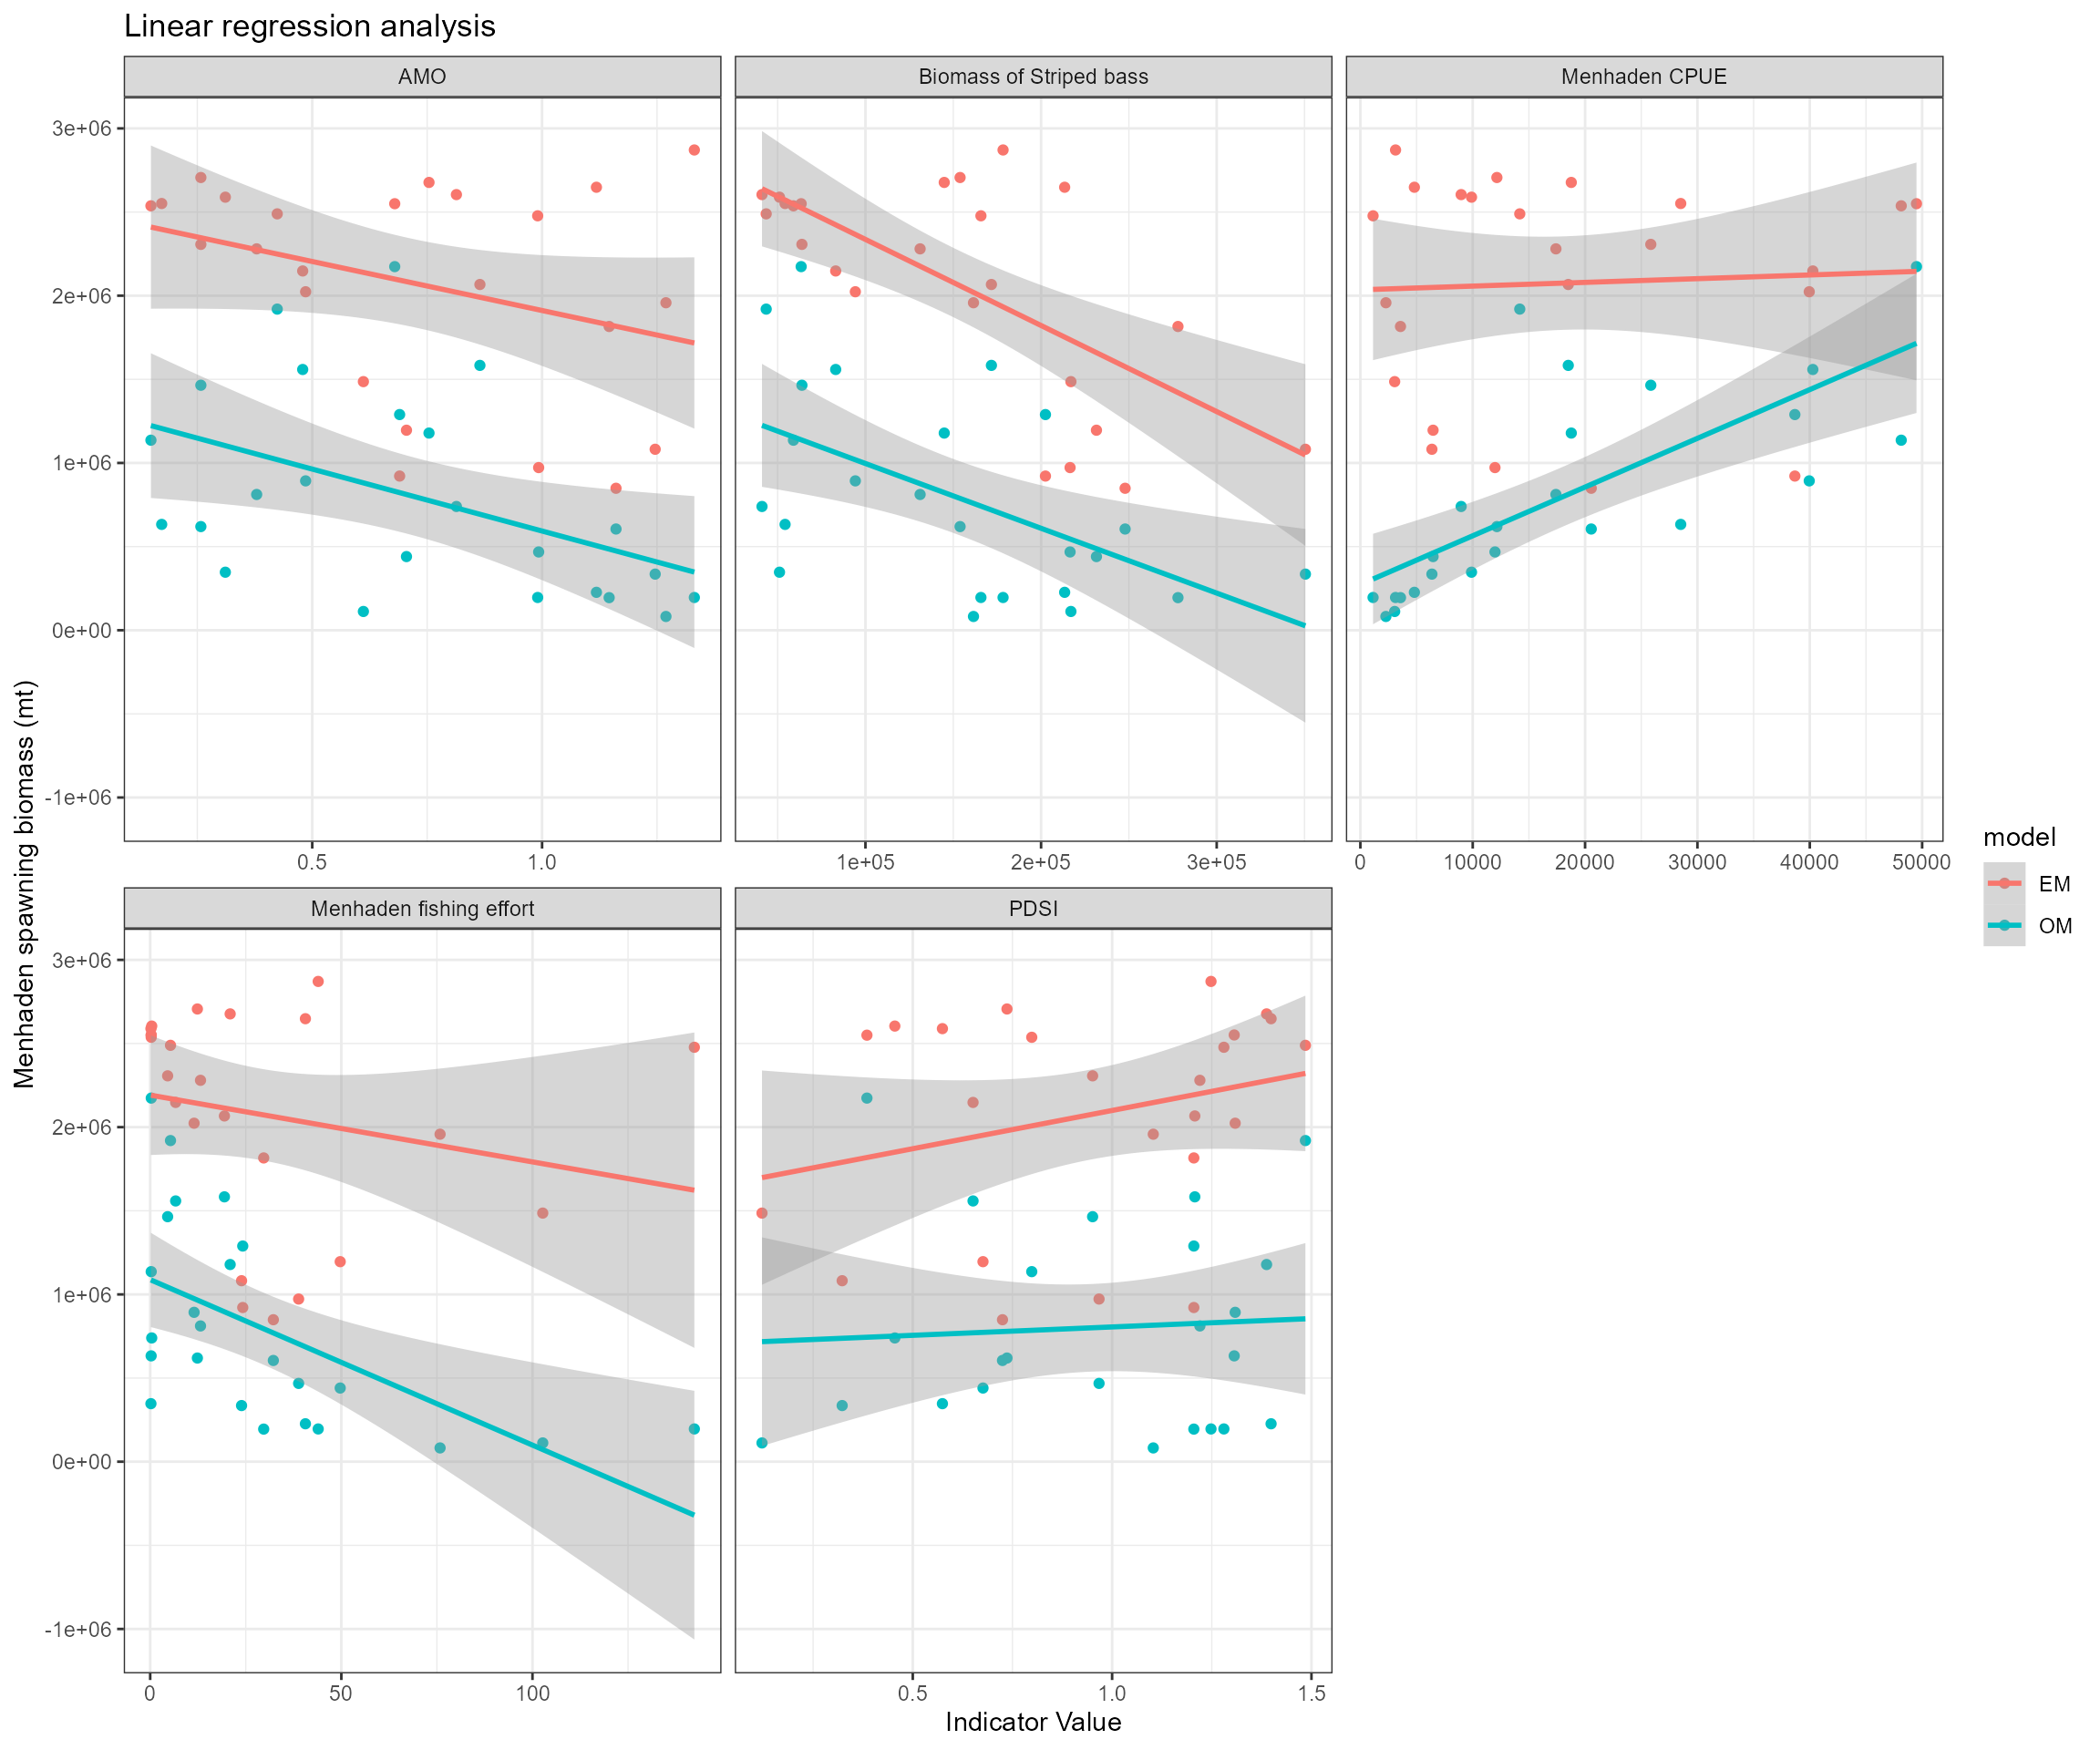 Linear regression analysis
AMO
Biomass of Striped bass
Menhaden CPUE
3e+06
2e+06
1e+06
0e+00
-1e+06
0.5
1.0
1e+05
2e+05
3e+05
0
10000
20000
30000
40000
50000
Menhaden spawning biomass (mt)
model
EM
OM
Menhaden fishing effort
PDSI
3e+06
2e+06
1e+06
0e+00
-1e+06
0
50
100
0.5
1.0
1.5
Indicator Value